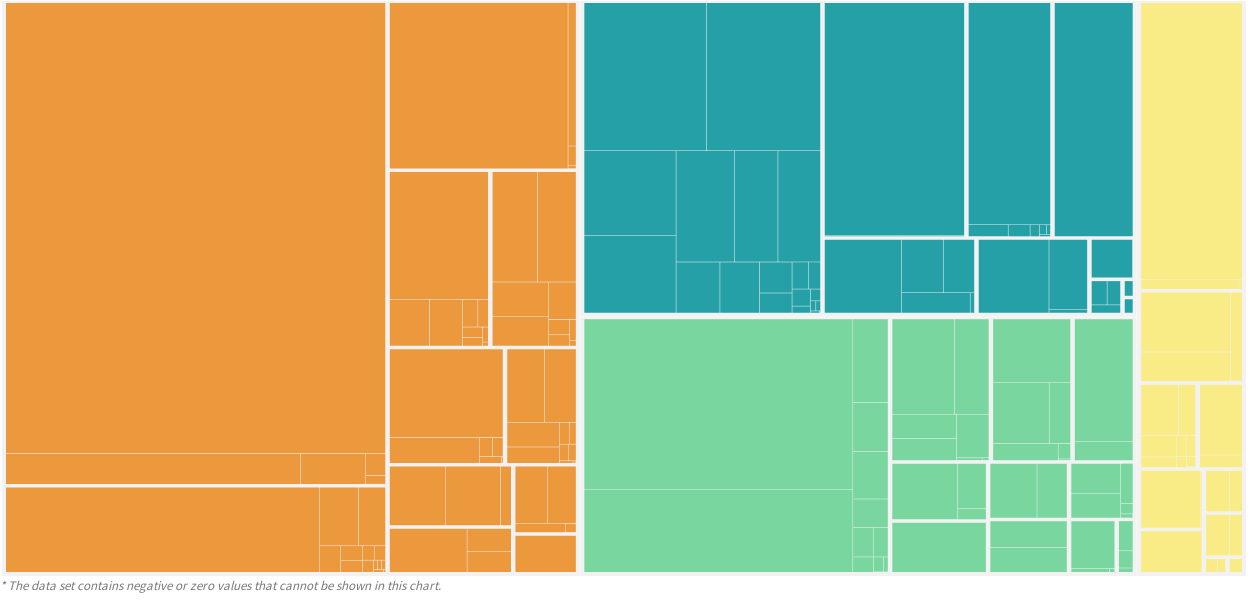 * The data set contains negative or zero values that cannot be shown in this chart.